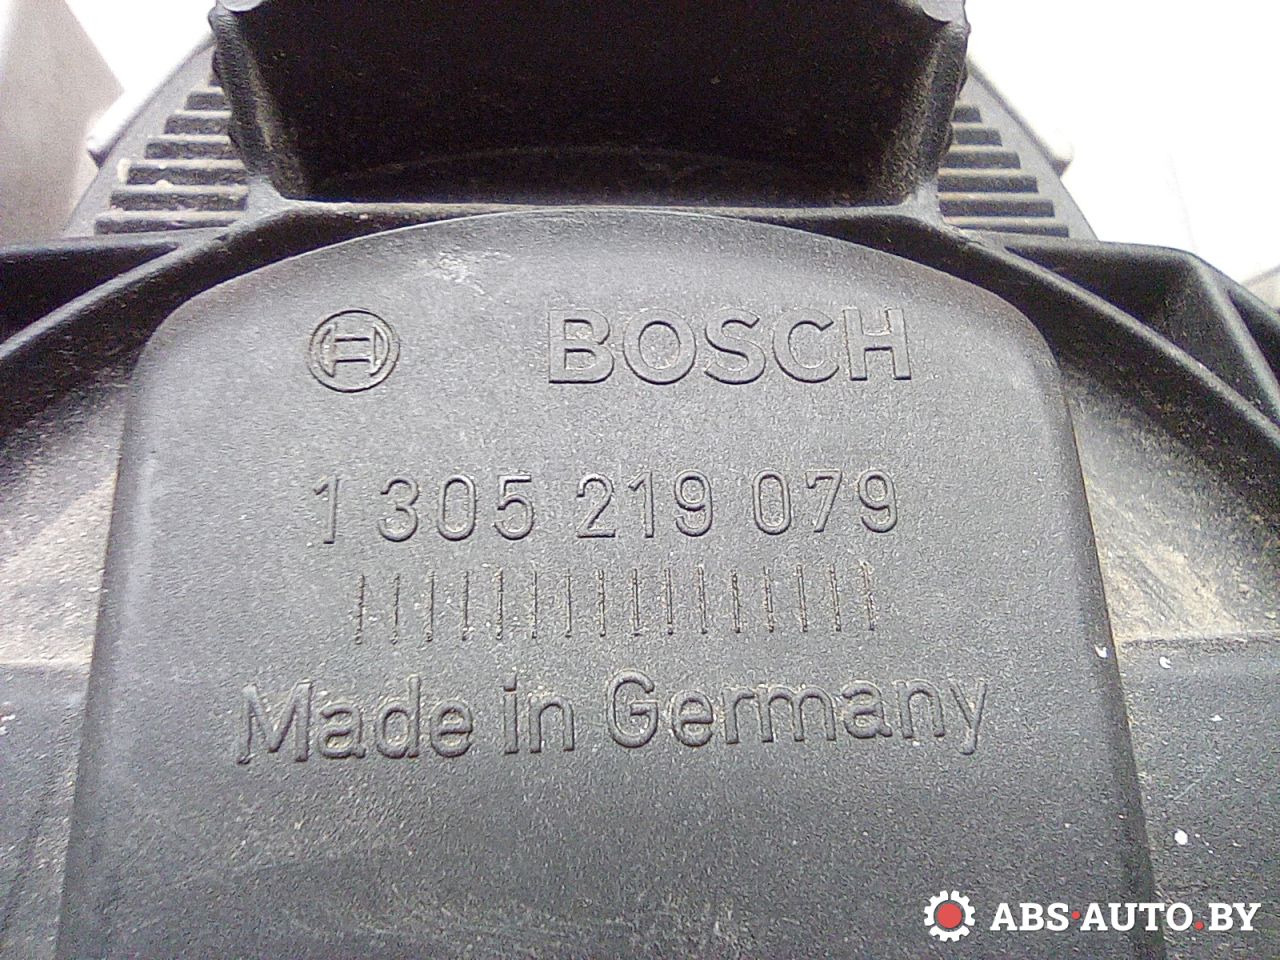 BOSCH
1 305 219 079
Made in Germany
ABS·AUTO.BY